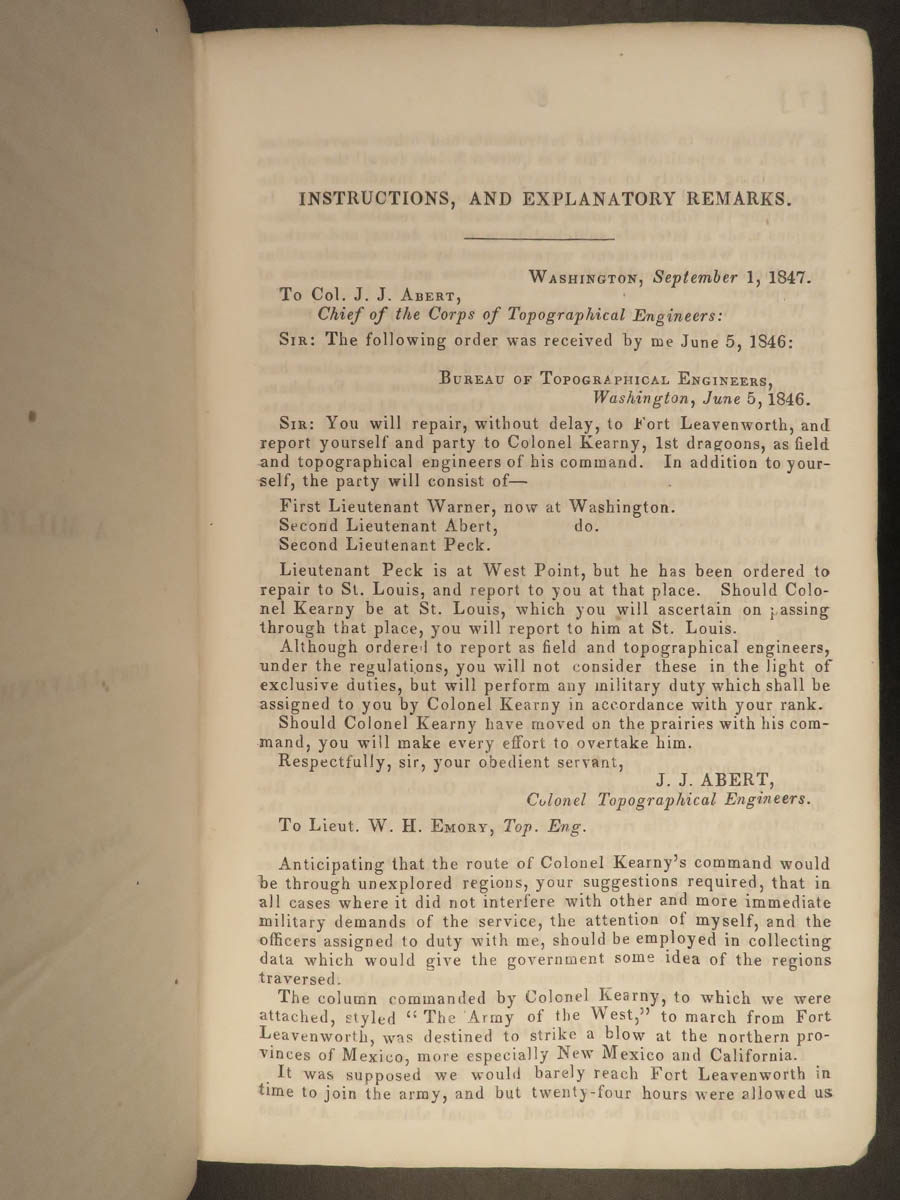 INSTRUCTIONS, AND EXPLANATORY REMARKS.
WASHINGTON, September 1, 1847.
To Col. J. J. ABERT,
Chief of the Corps of Topographical Engineers:
SIR: The following order was received by me June 5, 1846:
BUREAU OF TOPOGRAPHICAL ENGINEERS,
Washington, June 5, 1846.
SIR: You will repair, without delay, to Fort Leavenworth, and
report yourself and party to Colonel Kearny, 1st dragoons, as field
and topographical engineers of his command. In addition to your-
self, the party will consist of—
First Lieutenant Warner, now at Washington.
Second Lieutenant Abert, do.
Second Lieutenant Peck.
Lieutenant Peck is at West Point, but he has been ordered to
repair to St. Louis, and report to you at that place. Should Colo-
nel Kearny be at St. Louis, which you will ascertain on passing
through that place, you will report to him at St. Louis.
Although ordered to report as field and topographical engineers,
under the regulations, you will not consider these in the light of
exclusive duties, but will perform any military duty which shall be
assigned to you by Colonel Kearny in accordance with your rank.
Should Colonel Kearny have moved on the prairies with his com-
mand, you will make every effort to overtake him.
Respectfully, sir, your obedient servant,
J. J. ABERT,
Colonel Topographical Engineers.
To Lieut. W. H. EMORY, Top. Eng.
Anticipating that the route of Colonel Kearny's command would
be through unexplored regions, your suggestions required, that in
all cases where it did not interfere with other and more immediate
military demands of the service, the attention of myself, and the
officers assigned to duty with me, should be employed in collecting
data which would give the government some idea of the regions
traversed.
The column commanded by Colonel Kearny, to which we were
attached, styled "The Army of the West," to march from Fort
Leavenworth, was destined to strike a blow at the northern pro-
vinces of Mexico, more especially New Mexico and California.
It was supposed we would barely reach Fort Leavenworth in
time to join the army, and but twenty-four hours were allowed us